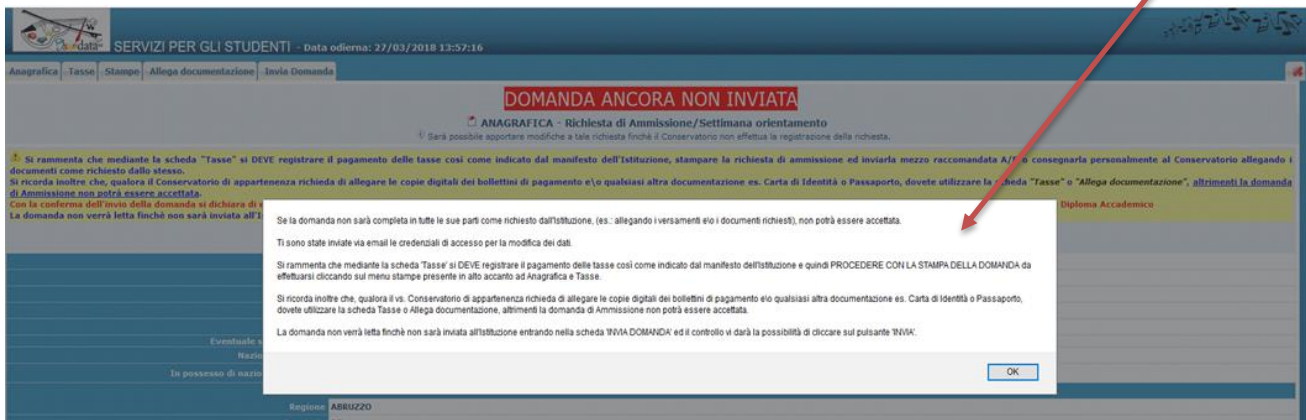 isidata
SERVIZI PER GLI STUDENTI - Data odierna: 27/03/2018 13:57:16
Anagrafica Tasse Stampe Allega documentazione Invia Domanda
DOMANDA ANCORA NON INVIATA
ANAGRAFICA - Richiesta di Ammissione/Settimana orientamento
Sarà possibile apportare modifiche a tale richiesta finchè il Conservatorio non effettua la registrazione della richiesta.
Si rammenta che mediante la scheda "Tasse" si DEVE registrare il pagamento delle tasse così come indicato dal manifesto dell'Istituzione, stampare la richiesta di ammissione ed inviarla mezzo raccomandata A/R o consegnarla personalmente al Conservatorio allegando i
documenti come richiesto dallo stesso.
Si ricorda inoltre che, qualora il Conservatorio di appartenenza richieda di allegare le copie digitali dei bollettini di pagamento e\o qualsiasi altra documentazione es. Carta di Identità o Passaporto, dovete utilizzare la scheda "Tasse" o "Allega documentazione", altrimenti la domanda
di Ammissione non potrà essere accettata.
Con la conferma dell'invio della domanda si dichiara di Diploma Accademico
La domanda non verrà letta finchè non sarà inviata
Se la domanda non sarà completa in tutte le sue parti come richiesto dall'Istituzione, (es.: allegando i versamenti e\o i documenti richiesti), non potrà essere accettata.
Ti sono state inviate via email le credenziali di accesso per la modifica dei dati.
Si rammenta che mediante la scheda 'Tasse' si DEVE registrare il pagamento delle tasse così come indicato dal manifesto dell'Istituzione e quindi PROCEDERE CON LA STAMPA DELLA DOMANDA da
effettuarsi cliccando sul menu stampe presente in alto accanto ad Anagrafica e Tasse.
Si ricorda inoltre che, qualora il vs. Conservatorio di appartenenza richieda di allegare le copie digitali dei bollettini di pagamento e\o qualsiasi altra documentazione es. Carta di Identità o Passaporto,
dovete utilizzare la scheda Tasse o Allega documentazione, altrimenti la domanda di Ammissione non potrà essere accettata.
La domanda non verrà letta finchè non sarà inviata all'Istituzione entrando nella scheda 'INVIA DOMANDA' ed il controllo vi darà la possibilità di cliccare sul pulsante 'INVIA'.
OK
Eventuale
In possesso di
Regione ABRUZZO